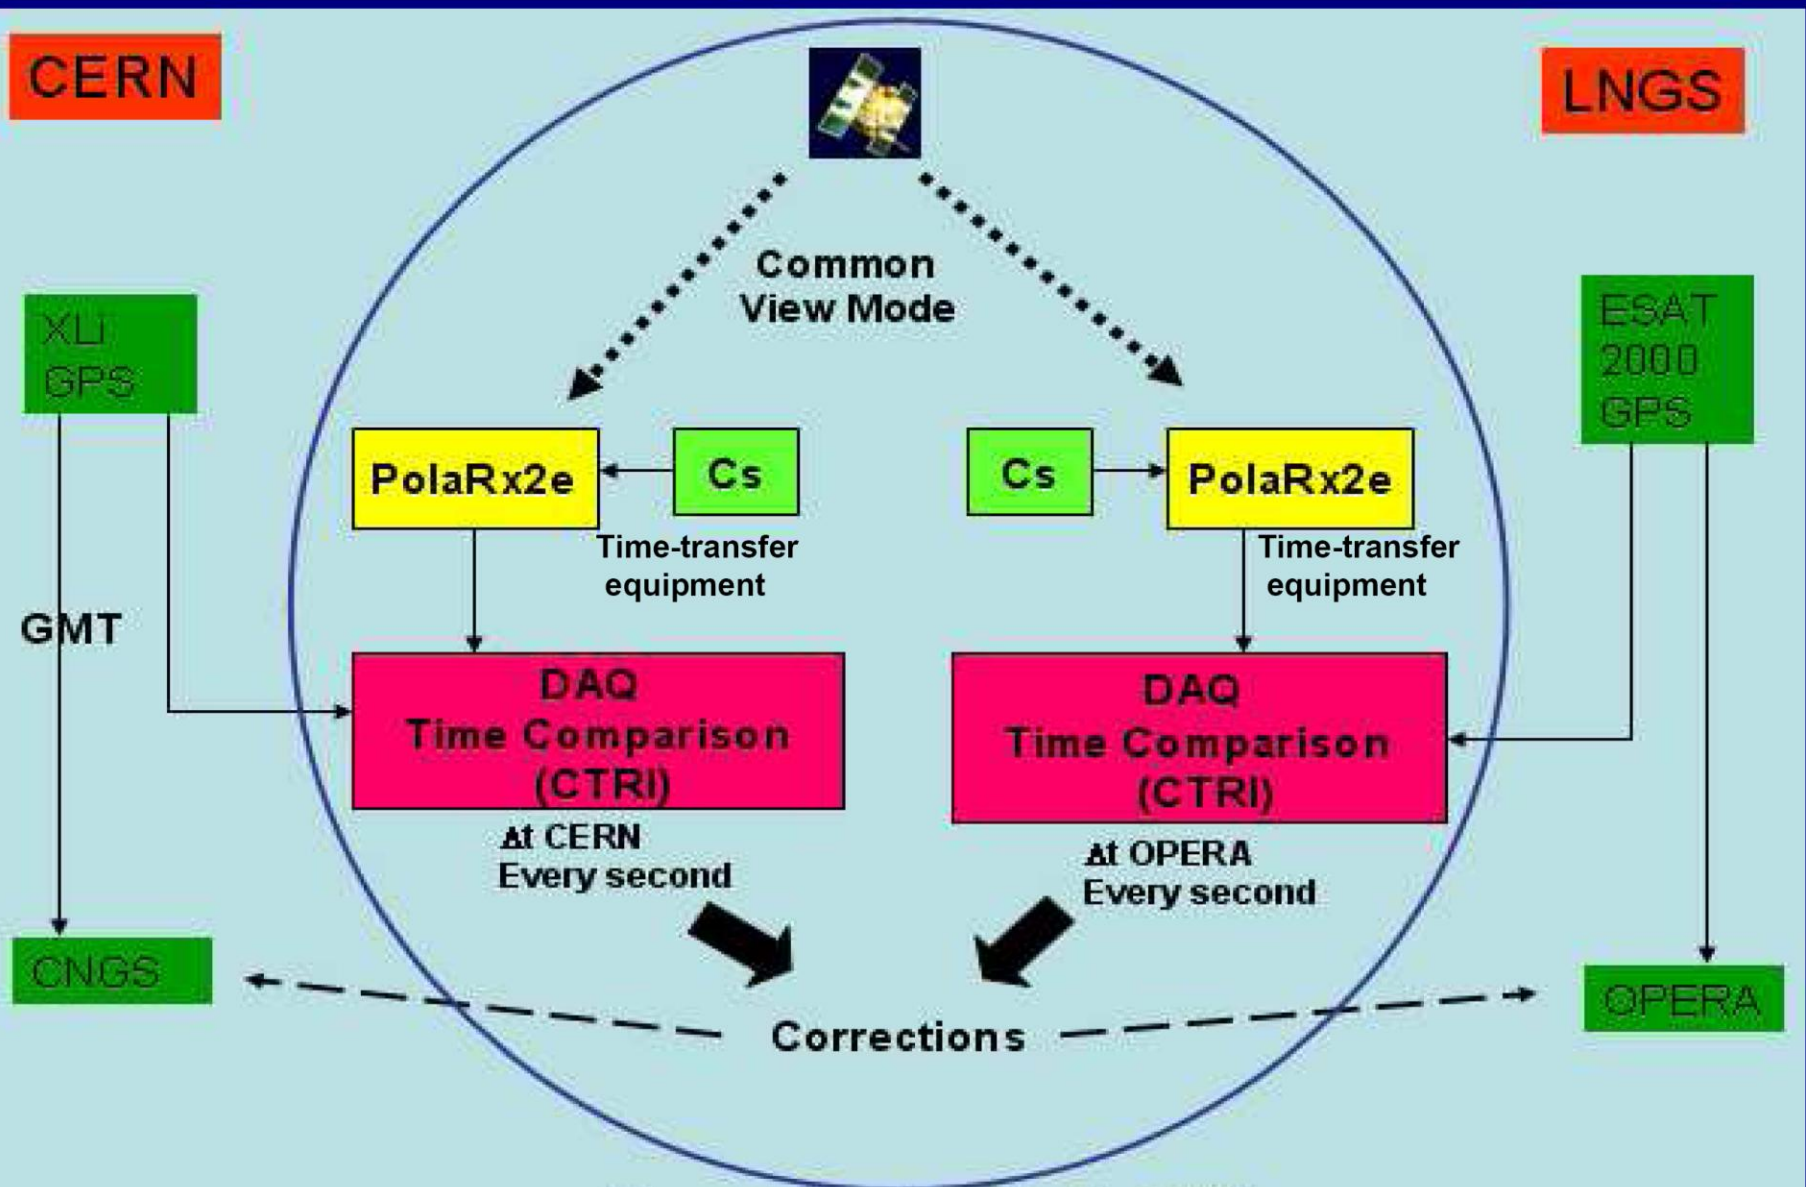 CERN
LNGS
Common
View Mode
XLi
GPS
ESAT
2000
GPS
PolaRx2e
Cs
Cs
PolaRx2e
Time-transfer
equipment
Time-transfer
equipment
GMT
DAQ
Time Comparison
(CTRI)
DAQ
Time Comparison
(CTRI)
Δt CERN
Every second
Δt OPERA
Every second
CNGS
OPERA
Corrections